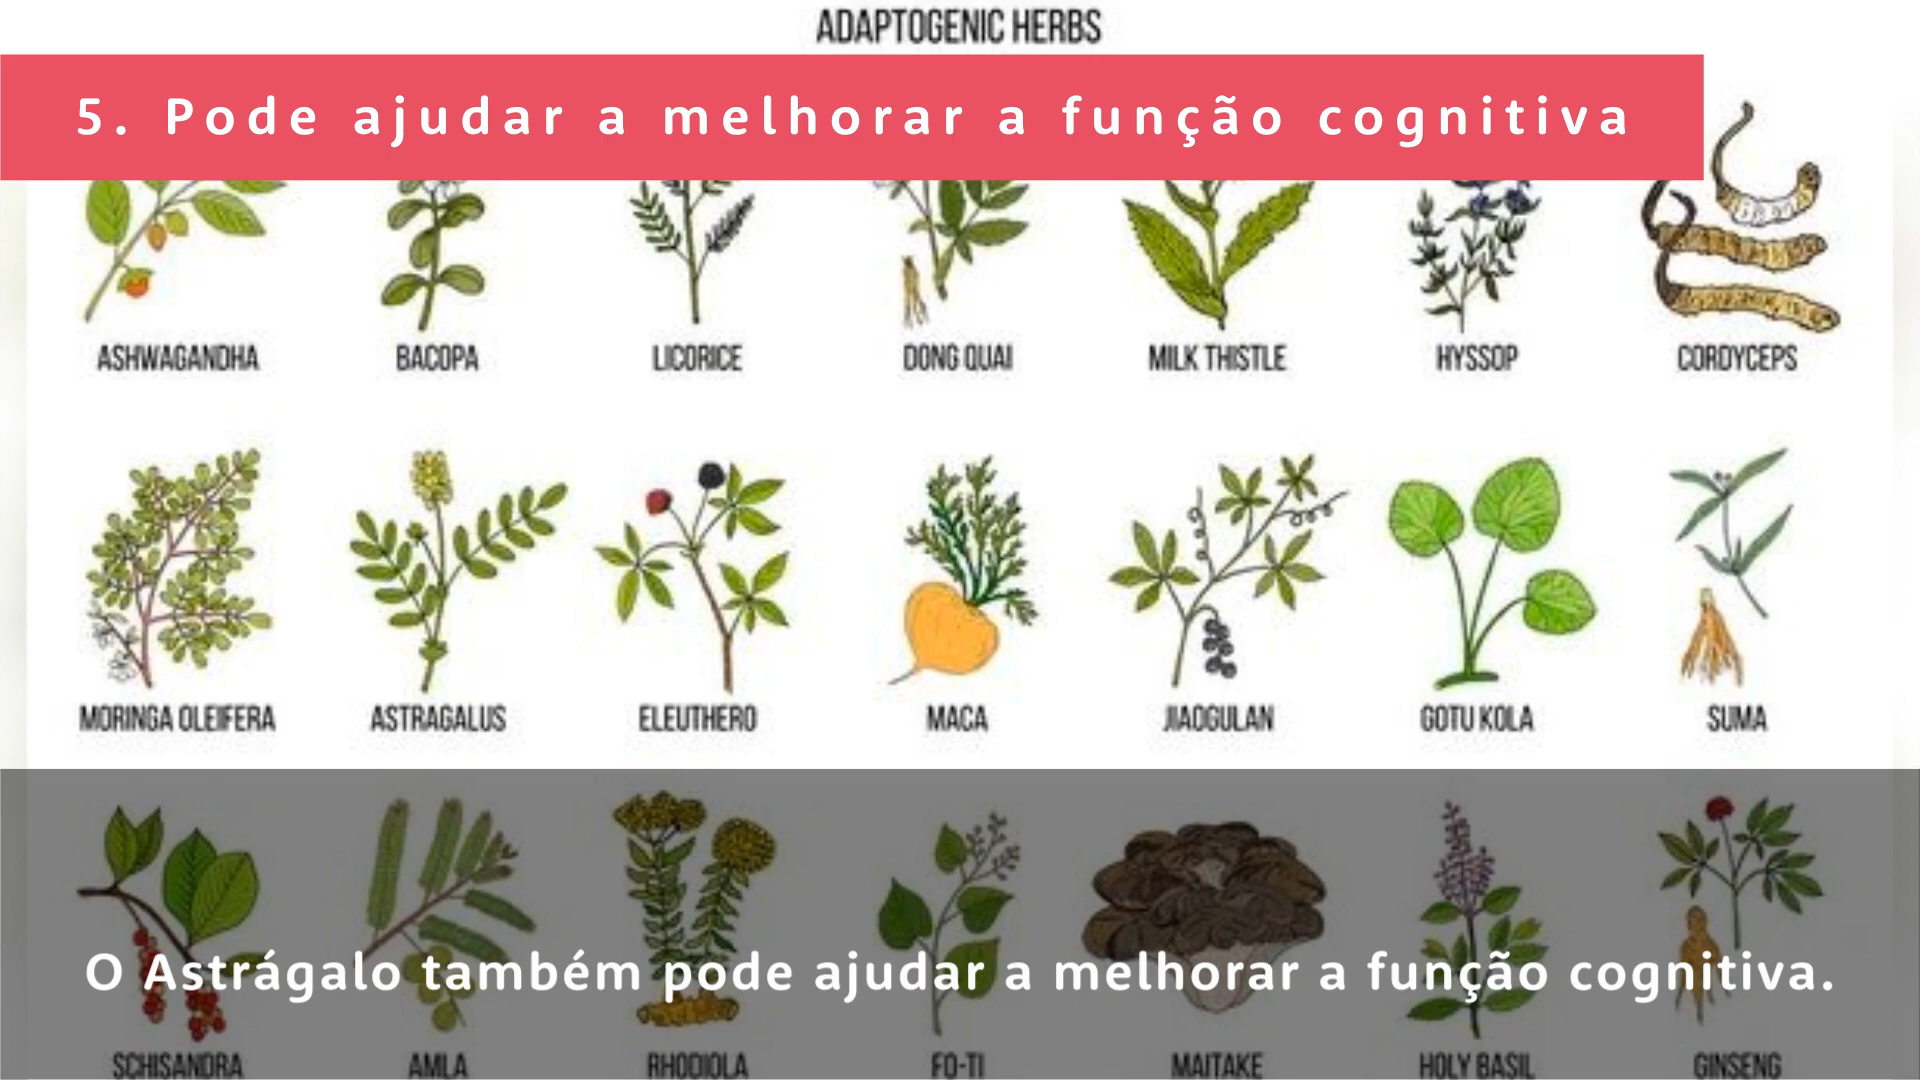 ADAPTOGENIC HERBS
5. Pode ajudar a melhorar a função cognitiva
ASHWAGANDHA BACOPA LICORICE DONG QUAI MILK THISTLE HYSSOP CORDYCEPS
MORINGA OLEIFERA ASTRAGALUS ELEUTHERO MACA JIAOGULAN GOTU KOLA SUMA
O Astrágalo também pode ajudar a melhorar a função cognitiva.
SCHISANDRA AMLA RHODIOLA FO-TI MAITAKE HOLY BASIL GINSENG